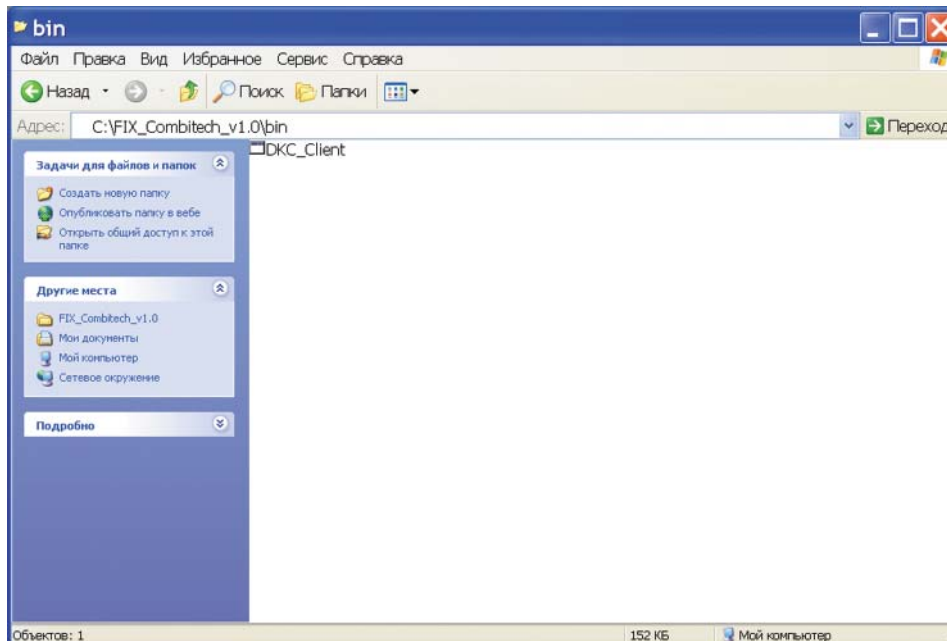 bin
Файл Правка Вид Избранное Сервис Справка
Назад Поиск Папки
Адрес: C:\FIX_Combitech_v1.0\bin Переход
DKC_Client
Задачи для файлов и папок
Создать новую папку
Опубликовать папку в вебе
Открыть общий доступ к этой
папке
Другие места
FIX_Combitech_v1.0
Мои документы
Мой компьютер
Сетевое окружение
Подробно
Объектов: 1 152 КБ Мой компьютер